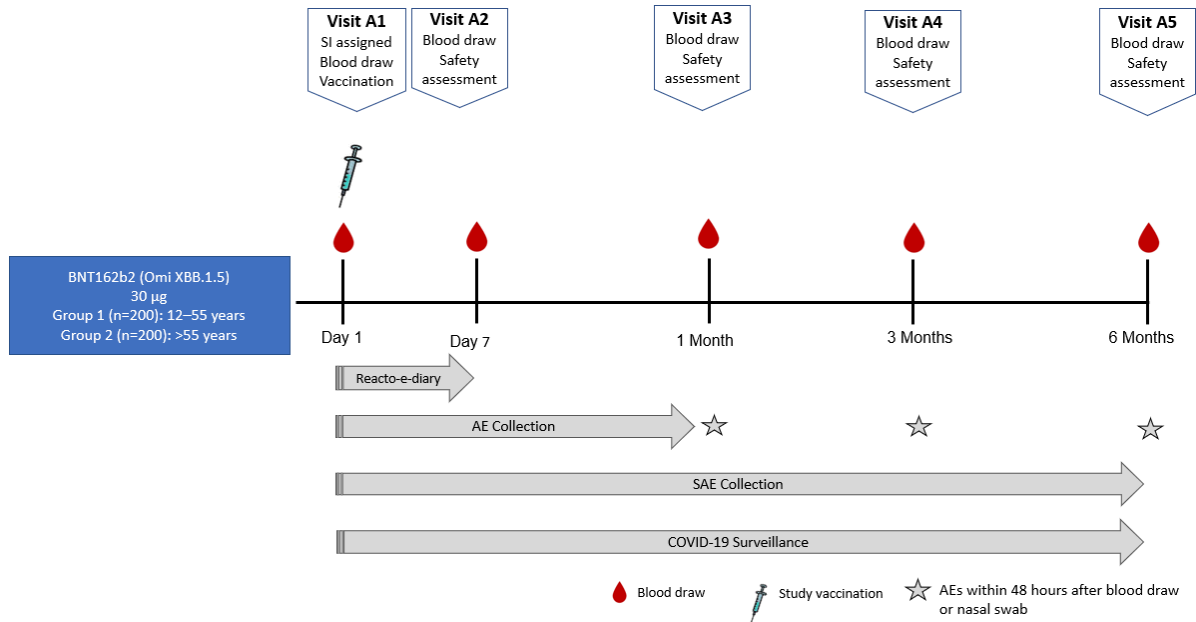 Visit A1
SI assigned
Blood draw
Vaccination
Visit A2
Blood draw
Safety
assessment
Visit A3
Blood draw
Safety
assessment
Visit A4
Blood draw
Safety
assessment
Visit A5
Blood draw
Safety
assessment
BNT162b2 (Omi XBB.1.5)
30 µg
Group 1 (n=200): 12–55 years
Group 2 (n=200): >55 years
Day 1
Day 7
1 Month
3 Months
6 Months
Reacto-e-diary
AE Collection
SAE Collection
COVID-19 Surveillance
Blood draw
Study vaccination
AEs within 48 hours after blood draw
or nasal swab